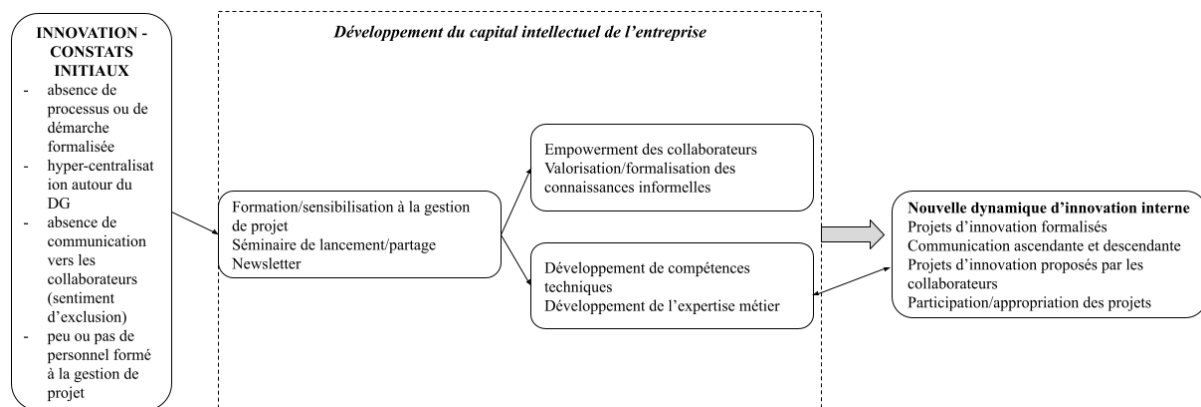 INNOVATION -
CONSTATS
INITIAUX
- absence de
processus ou de
démarche
formalisée
- hyper-centralisat
ion autour du
DG
- absence de
communication
vers les
collaborateurs
(sentiment
d'exclusion)
- peu ou pas de
personnel formé
à la gestion de
projet
Développement du capital intellectuel de l'entreprise
Formation/sensibilisation à la gestion
de projet
Séminaire de lancement/partage
Newsletter
Empowerment des collaborateurs
Valorisation/formalisation des
connaissances informelles
Développement de compétences
techniques
Développement de l'expertise métier
Nouvelle dynamique d'innovation interne
Projets d'innovation formalisés
Communication ascendante et descendante
Projets d'innovation proposés par les
collaborateurs
Participation/appropriation des projets